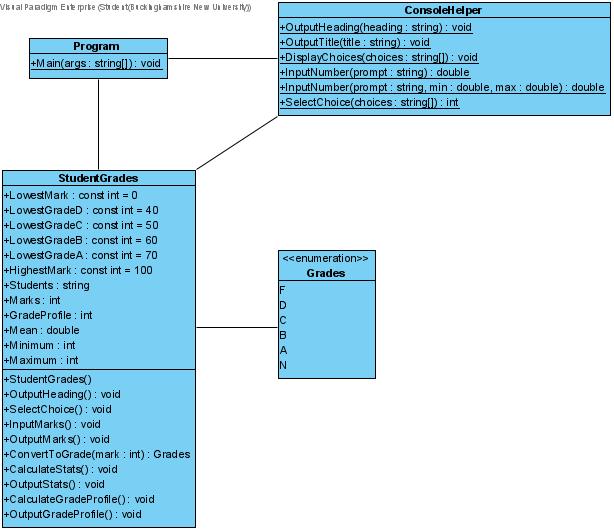 Visual Paradigm Enterprise (Student(Buckinghamshire New University))
Program
+Main(args : string[]) : void
ConsoleHelper
+OutputHeading(heading : string) : void
+OutputTitle(title : string) : void
+DisplayChoices(choices : string[]) : void
+InputNumber(prompt : string) : double
+InputNumber(prompt : string, min : double, max : double) : double
+SelectChoice(choices : string[]) : int
StudentGrades
+LowestMark : const int = 0
+LowestGradeD : const int = 40
+LowestGradeC : const int = 50
+LowestGradeB : const int = 60
+LowestGradeA : const int = 70
+HighestMark : const int = 100
+Students : string
+Marks : int
+GradeProfile : int
+Mean : double
+Minimum : int
+Maximum : int
+StudentGrades()
+OutputHeading() : void
+SelectChoice() : void
+InputMarks() : void
+OutputMarks() : void
+ConvertToGrade(mark : int) : Grades
+CalculateStats() : void
+OutputStats() : void
+CalculateGradeProfile() : void
+OutputGradeProfile() : void
<<enumeration>>
Grades
F
D
C
B
A
N